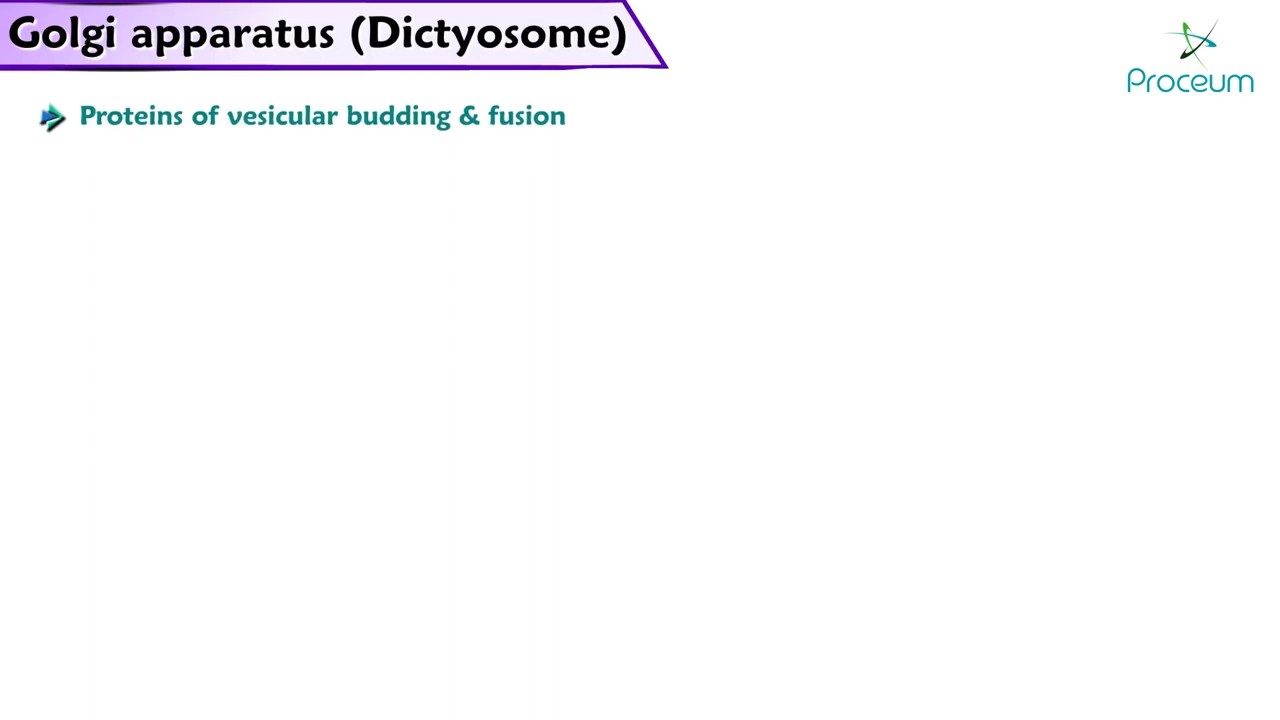 Golgi apparatus (Dictyosome)
Proceum
Proteins of vesicular budding & fusion